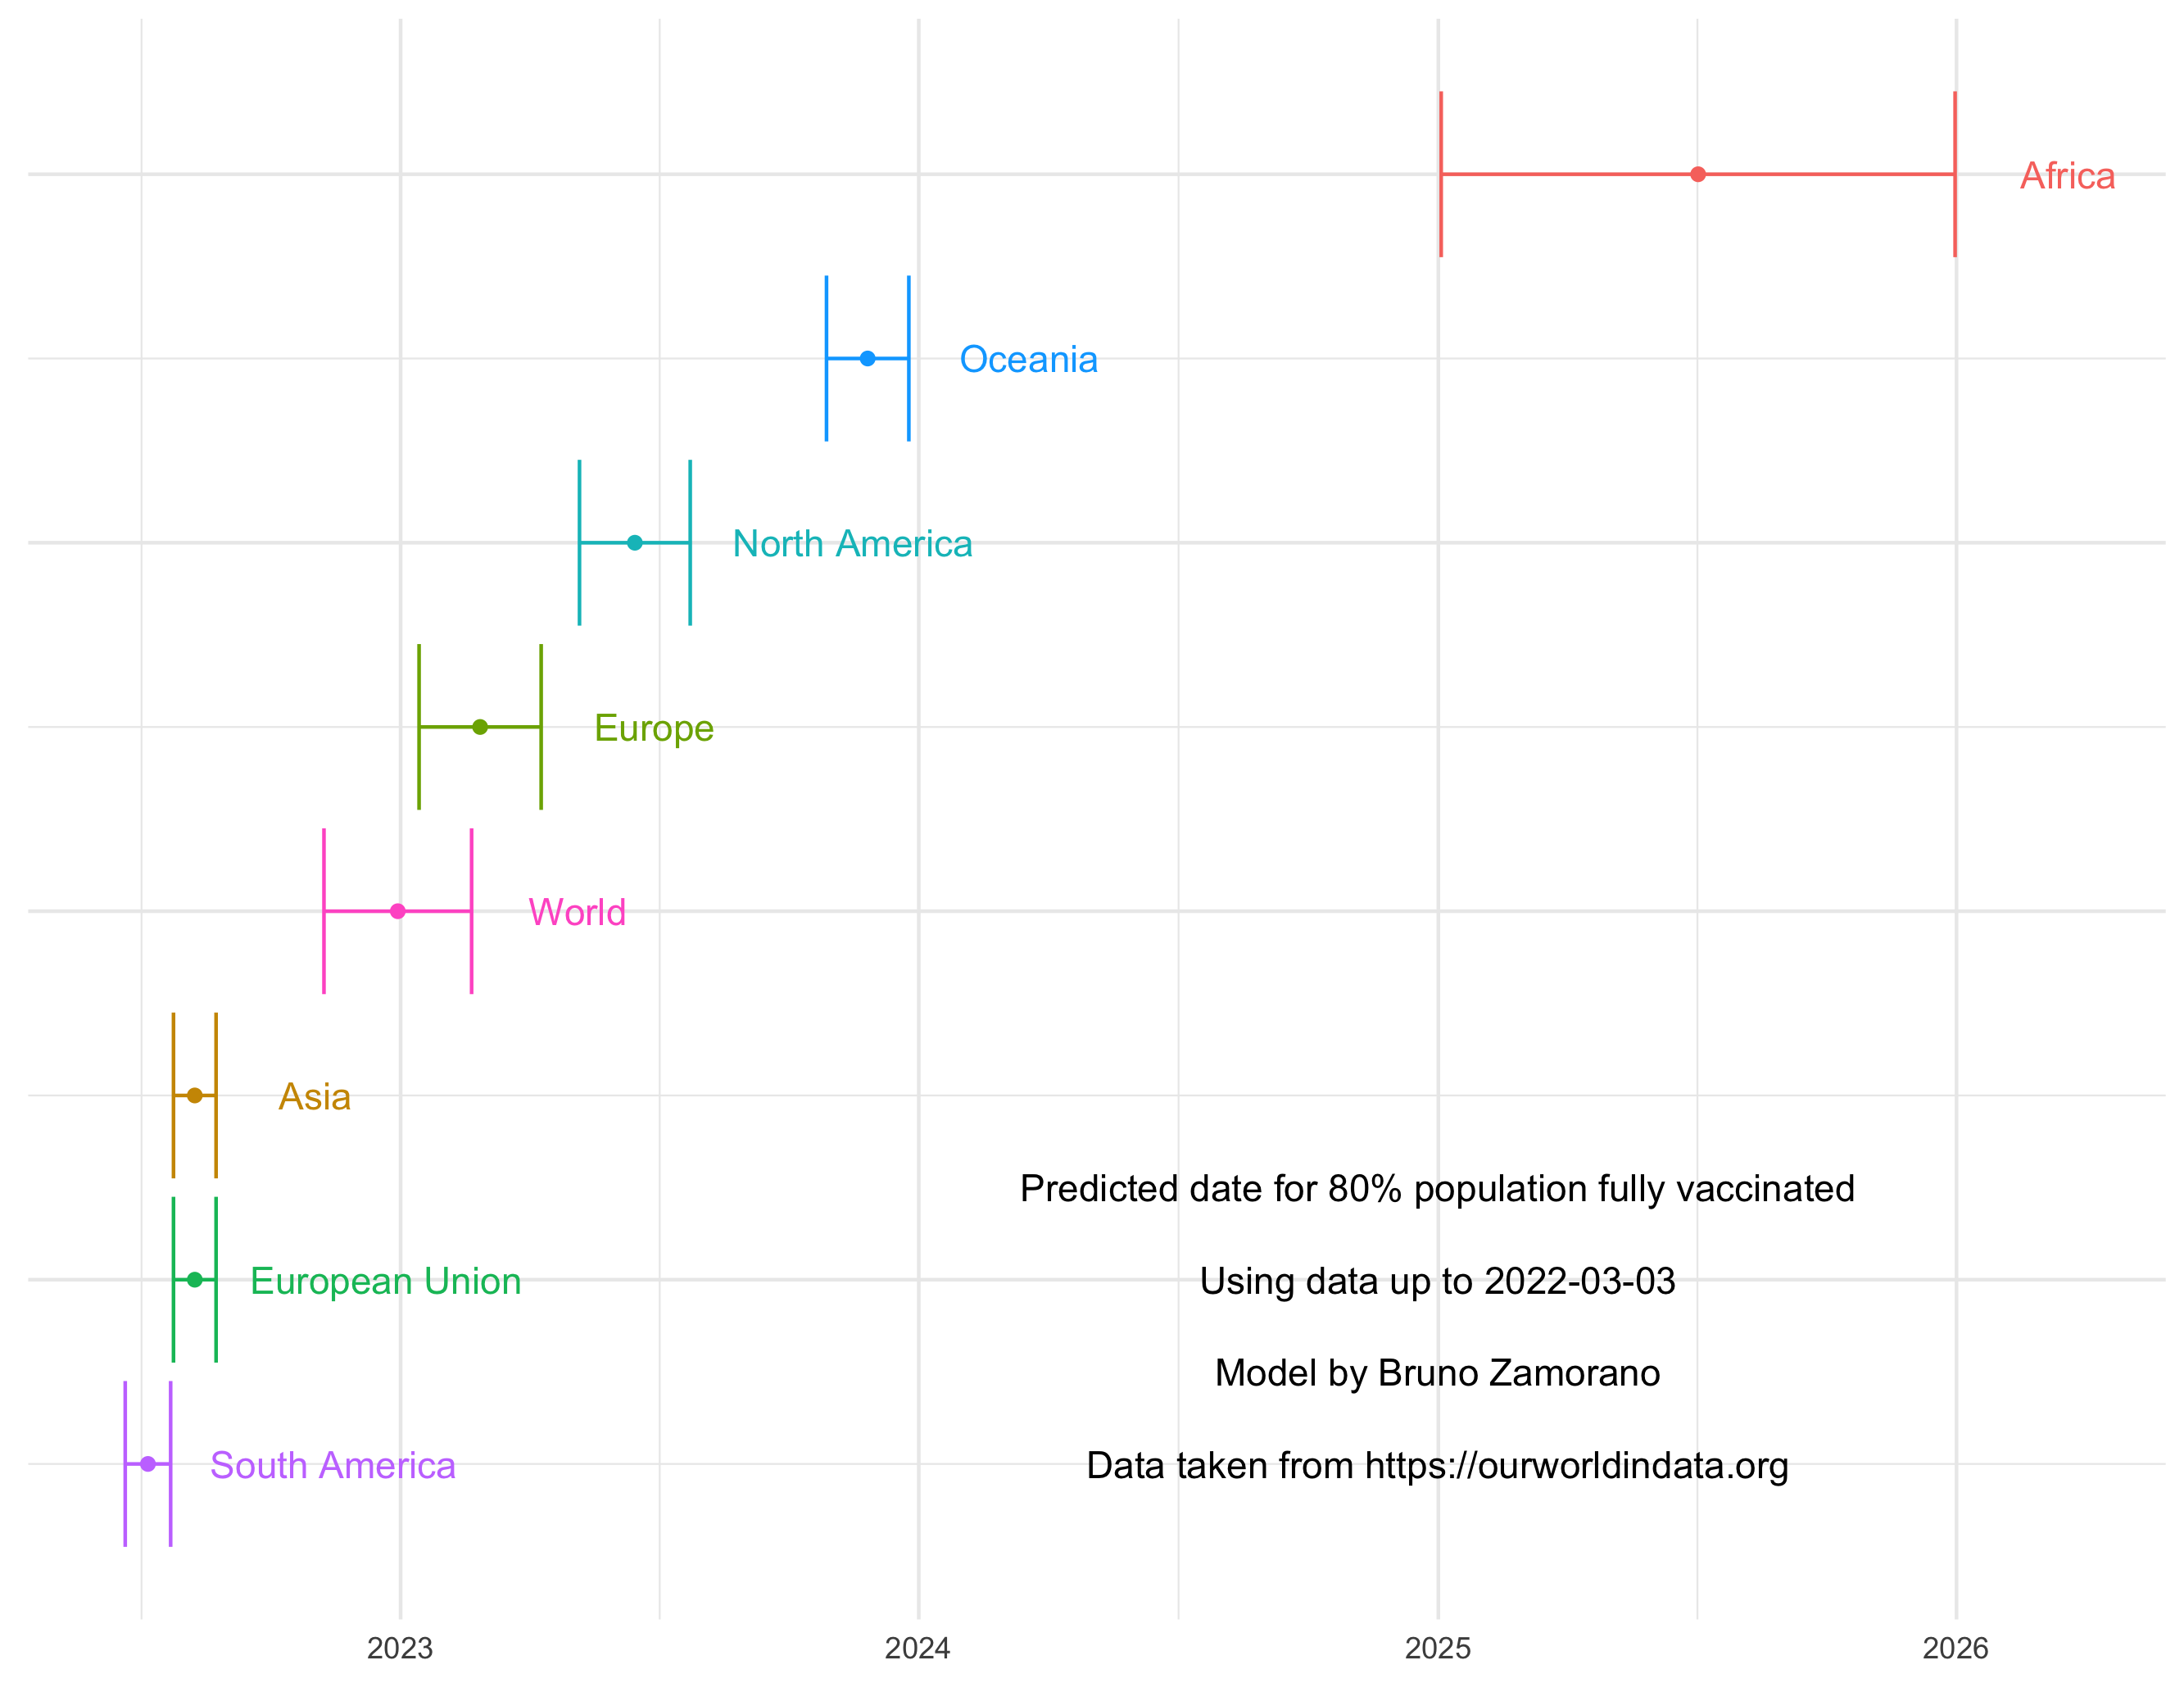 Africa
Oceania
North America
Europe
World
Asia
Predicted date for 80% population fully vaccinated
European Union
Using data up to 2022-03-03
Model by Bruno Zamorano
South America
Data taken from https://ourworldindata.org
2023
2024
2025
2026